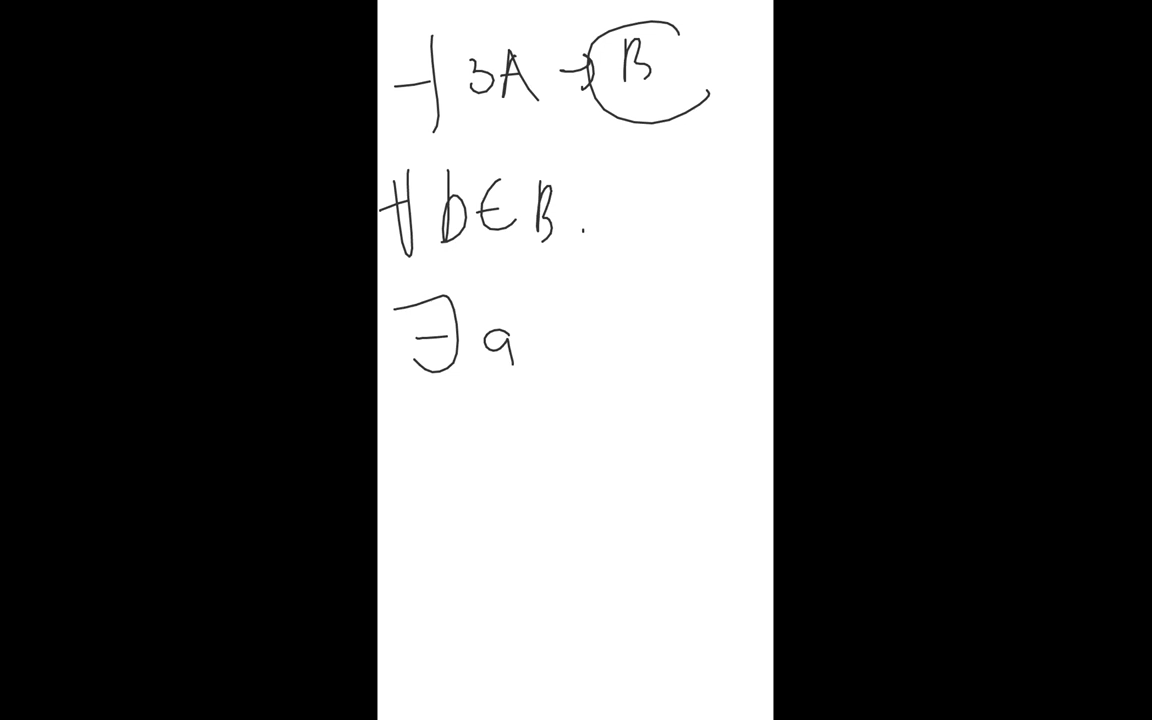 ⊣ 3A → B
∀ b ∈ B .
∃ a